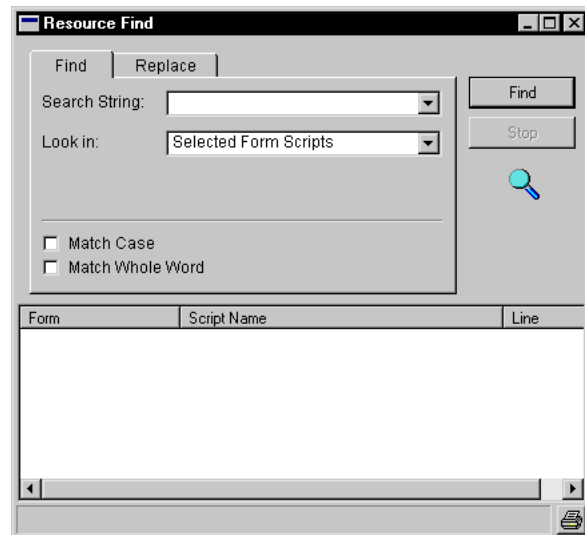 Resource Find
Find Replace
Search String:
Find
Look in: Selected Form Scripts
Stop
Match Case
Match Whole Word
Form Script Name Line